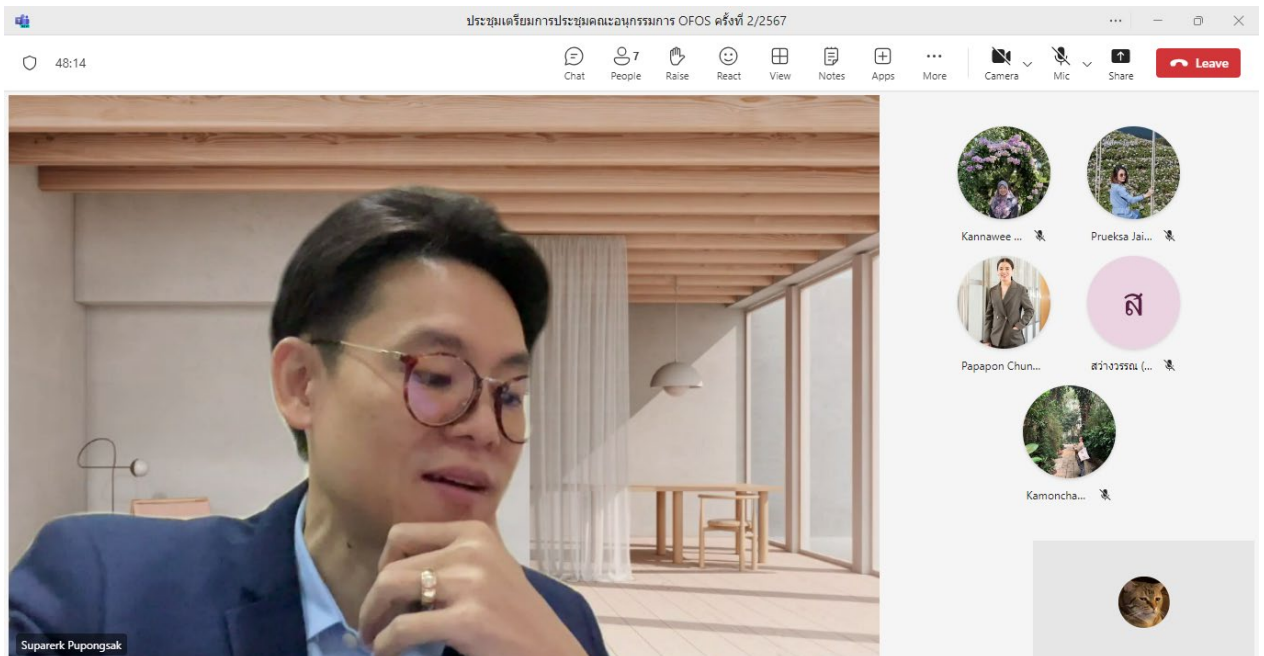 ประชุมเตรียมการประชุมคณะอนุกรรมการ OFOS ครั้งที่ 2/2567
48:14
Chat
7
People
Raise
React
View
Notes
Apps
More
Camera
Mic
Share
Leave
Kannawee ...
Prueksa Jai...
Papapon Chun...
ส
สว่างวรรณ (...
Kamoncha...
Suparerk Pupongsak